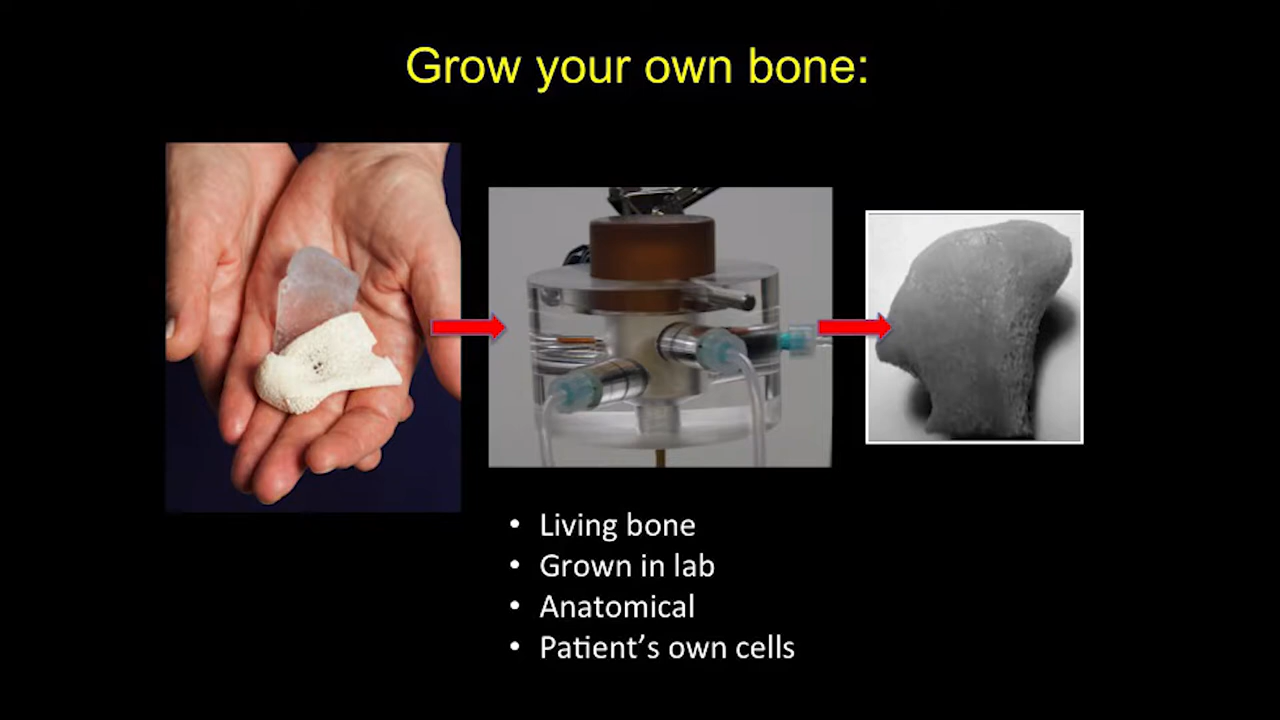 Grow your own bone:
• Living bone
• Grown in lab
• Anatomical
• Patient’s own cells